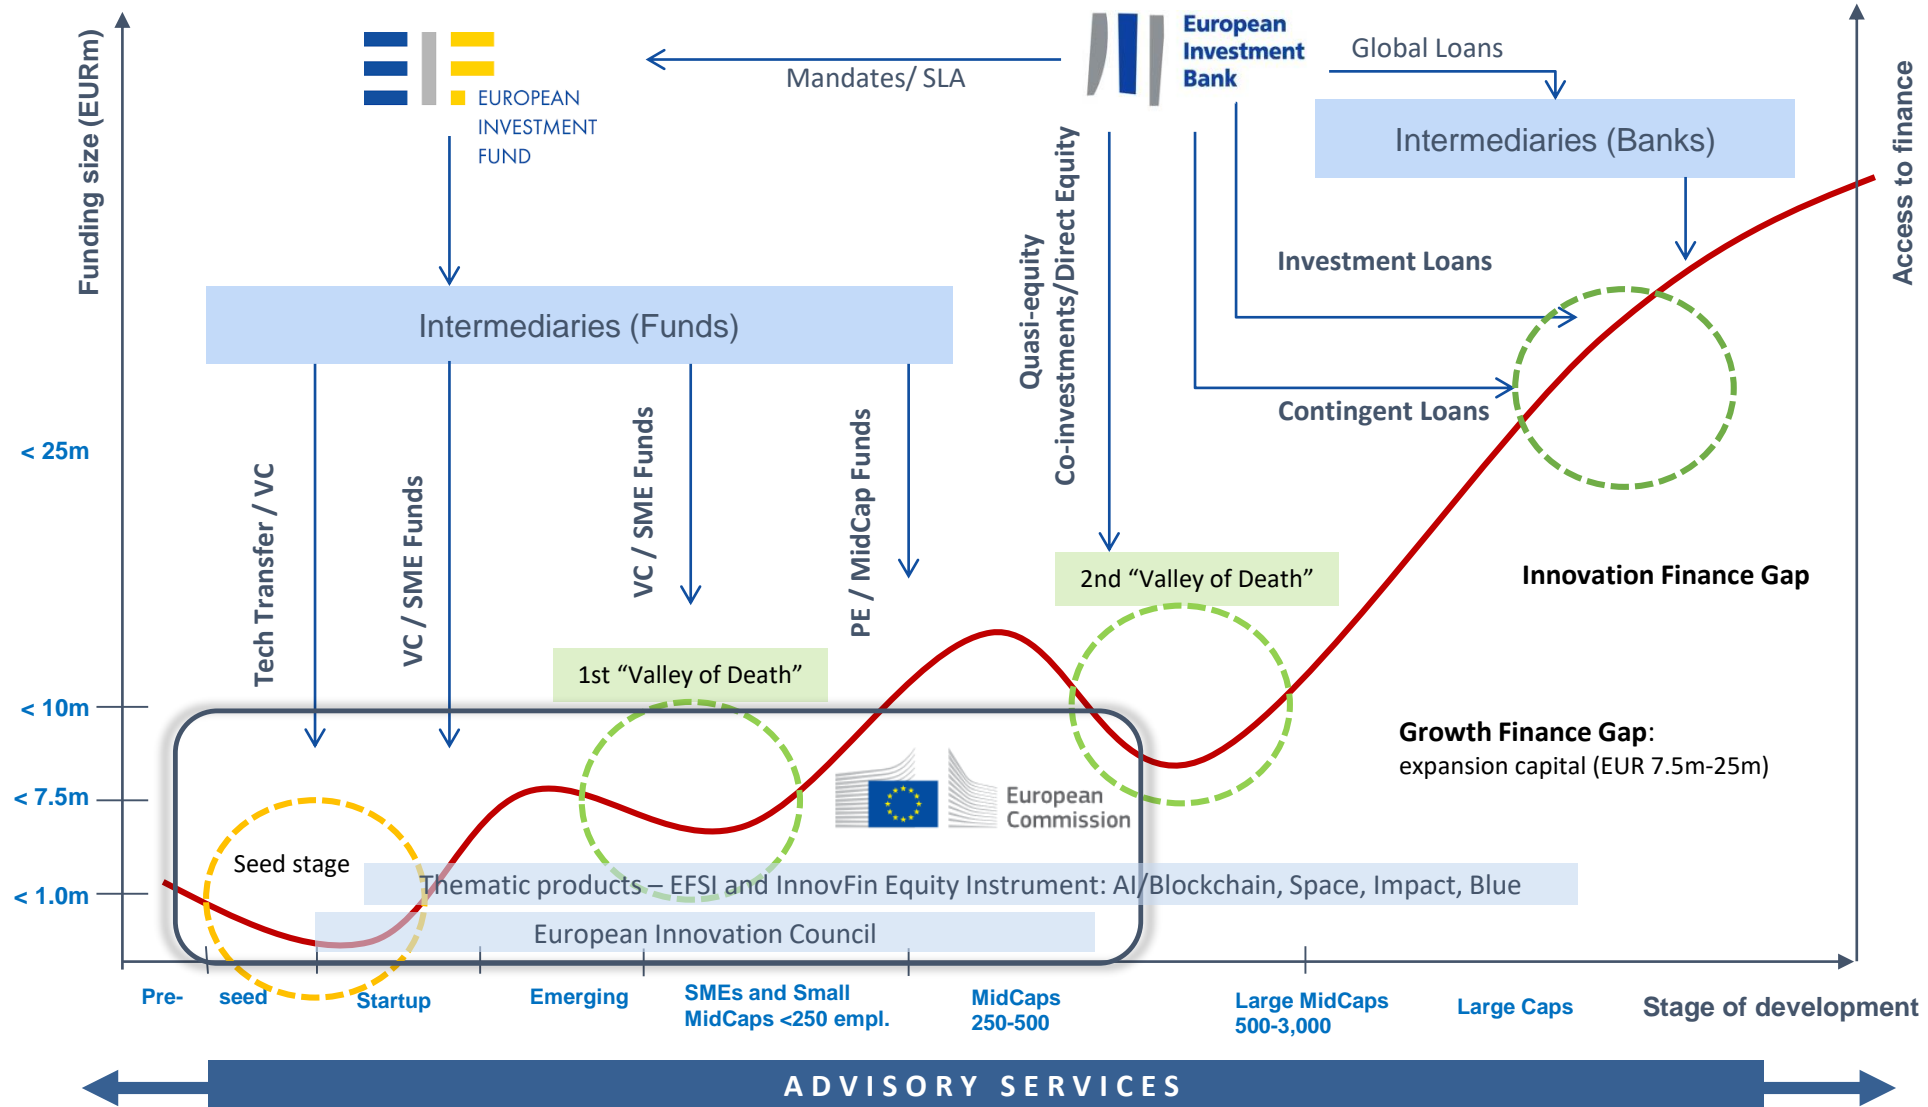 Funding size (EURm)
EUROPEAN
INVESTMENT
FUND
Mandates/ SLA
European
Investment
Bank
Global Loans
Intermediaries (Banks)
Access to finance
Intermediaries (Funds)
Quasi-equity
Co-investments/Direct Equity
Investment Loans
Contingent Loans
< 25m
Tech Transfer / VC
VC / SME Funds
VC / SME Funds
PE / MidCap Funds
2nd “Valley of Death”
Innovation Finance Gap
1st “Valley of Death”
< 10m
Growth Finance Gap:
expansion capital (EUR 7.5m-25m)
< 7.5m
European
Commission
Seed stage
< 1.0m
Thematic products – EFSI and InnovFin Equity Instrument: AI/Blockchain, Space, Impact, Blue
European Innovation Council
Pre-
seed
Startup
Emerging
SMEs and Small
MidCaps <250 empl.
MidCaps
250-500
Large MidCaps
500-3,000
Large Caps
Stage of development
ADVISORY SERVICES